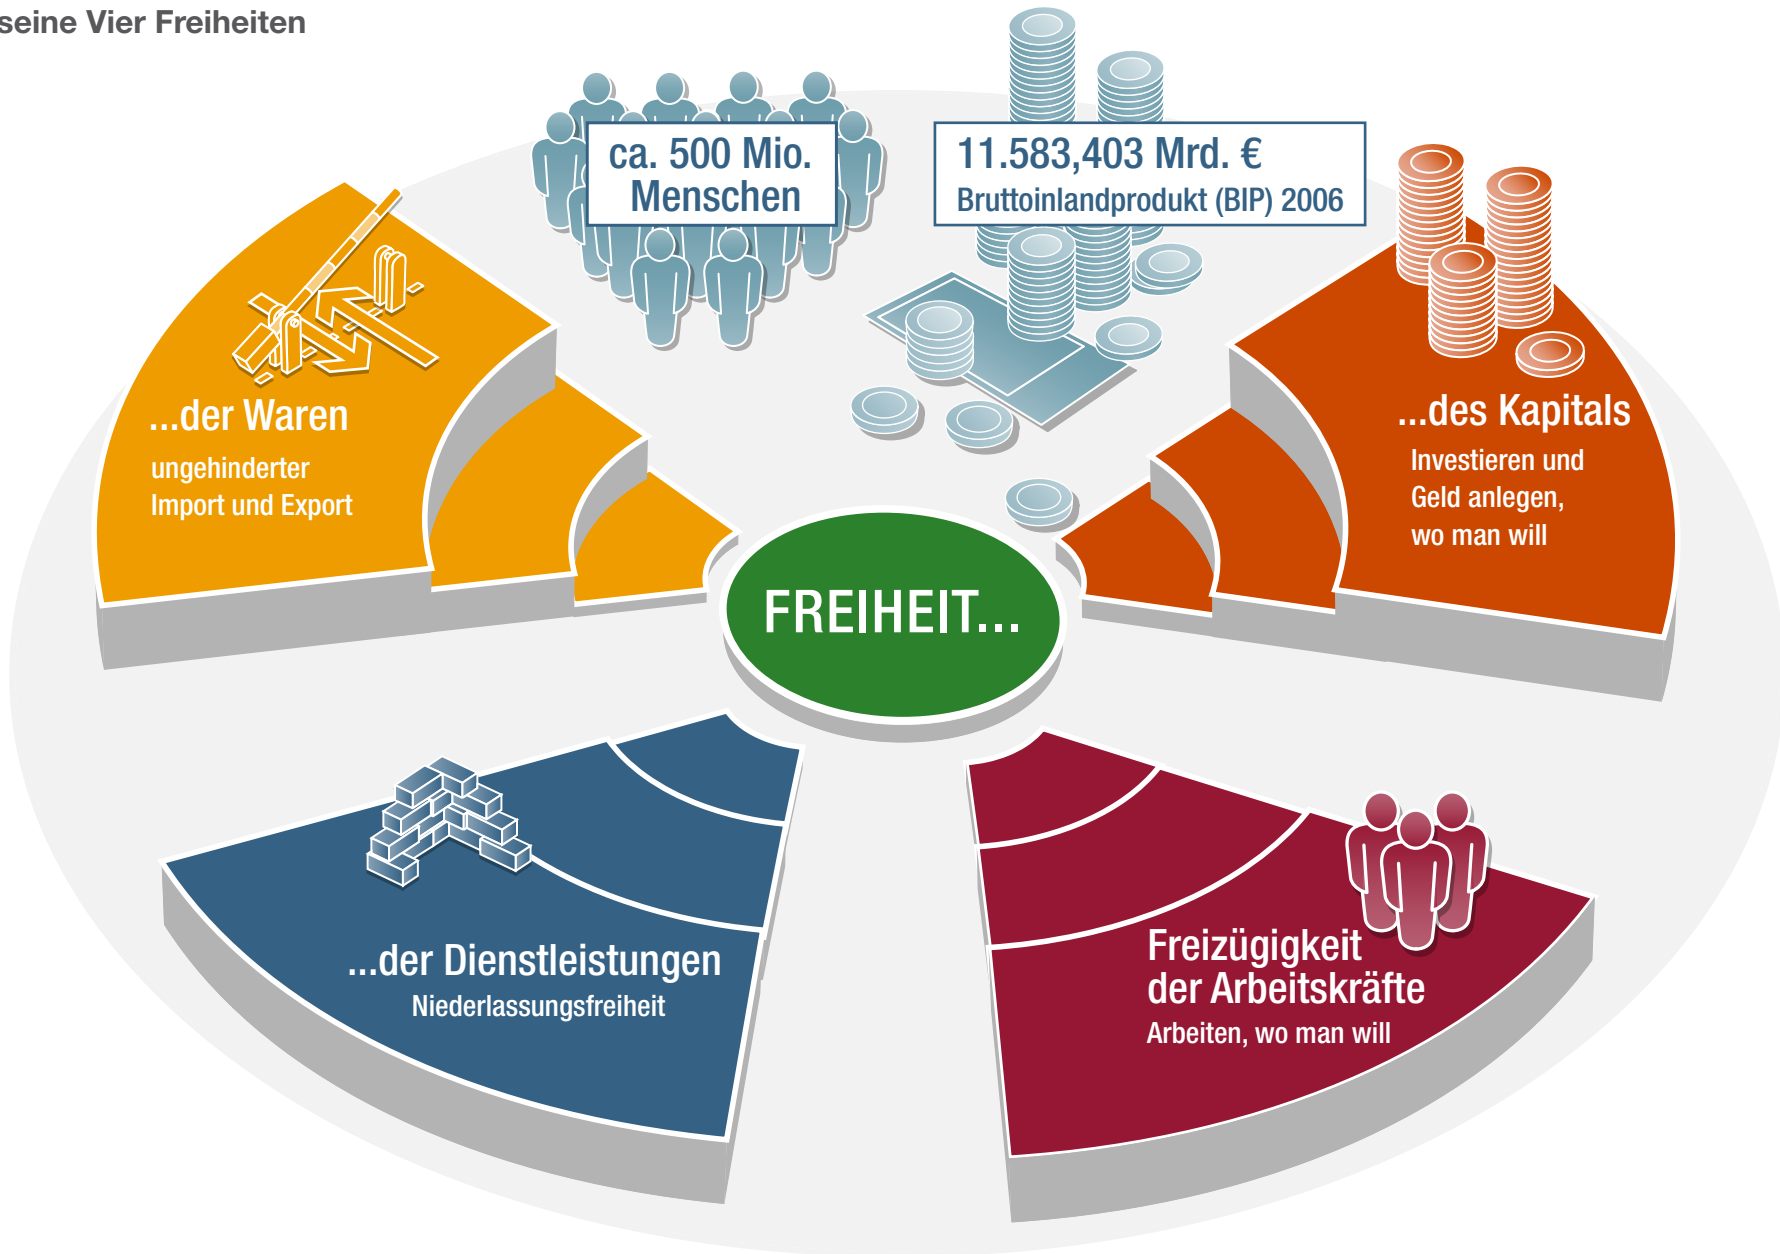 seine Vier Freiheiten
ca. 500 Mio.
Menschen
11.583,403 Mrd. €
Bruttoinlandprodukt (BIP) 2006
...der Waren
ungehinderter
Import und Export
...des Kapitals
Investieren und
Geld anlegen,
wo man will
FREIHEIT...
...der Dienstleistungen
Niederlassungsfreiheit
Freizügigkeit
der Arbeitskräfte
Arbeiten, wo man will